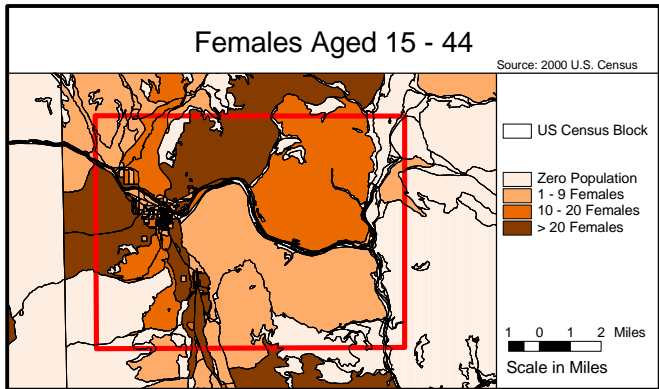 Females Aged 15 - 44
Source: 2000 U.S. Census
US Census Block
Zero Population
1 - 9 Females
10 - 20 Females
> 20 Females
1 0 1 2 Miles
Scale in Miles